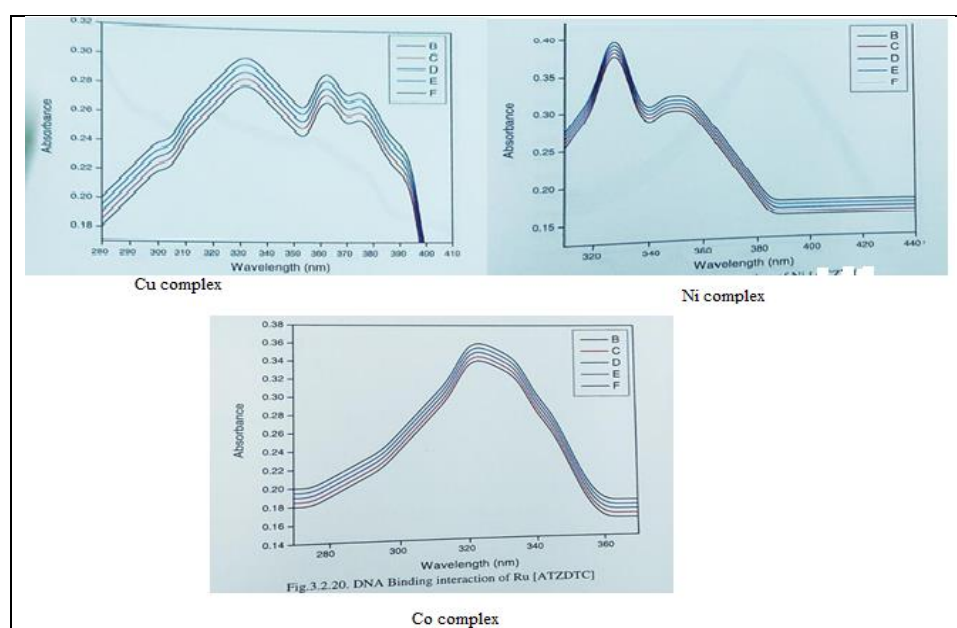 0.32
0.30
0.28
0.26
0.24
0.22
0.20
0.18
Absorbance
B
C
D
E
F
280 290 300 310 320 330 340 350 360 370 380 390 400 410
Wavelength (nm)
Cu complex
0.40
0.35
0.30
0.25
0.20
0.15
Absorbance
B
C
D
E
F
320 340 360 380 400 420 440
Wavelength (nm)
Ni complex
0.38
0.36
0.34
0.32
0.30
0.28
0.26
0.24
0.22
0.20
0.18
0.16
0.14
Absorbance
B
C
D
E
F
280 300 320 340 360
Wavelength (nm)
Fig.3.2.20. DNA Binding interaction of Ru [ATZDTC]
Co complex